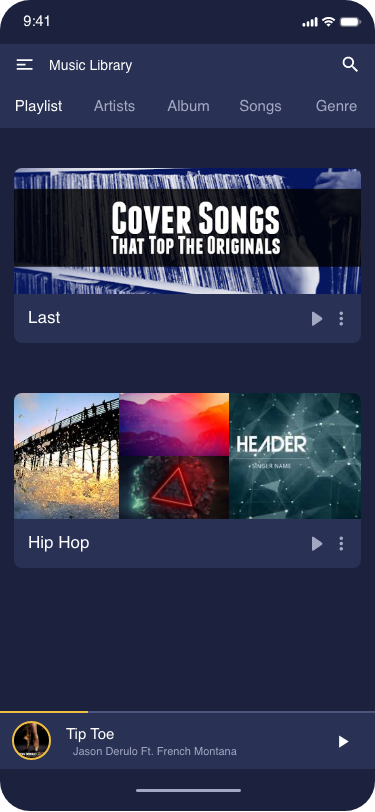 9:41
Music Library
Playlist Artists Album Songs Genre
COVER SONGS
THAT TOP THE ORIGINALS
Last
HEADER
SINGER NAME
Hip Hop
Tip Toe
Jason Derulo Ft. French Montana